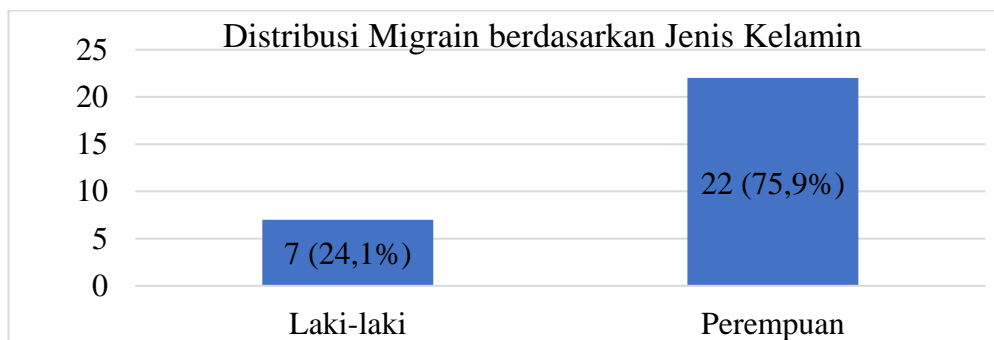 Distribusi Migrain berdasarkan Jenis Kelamin
25
20
15
10
5
0
22 (75,9%)
7 (24,1%)
Laki-laki
Perempuan